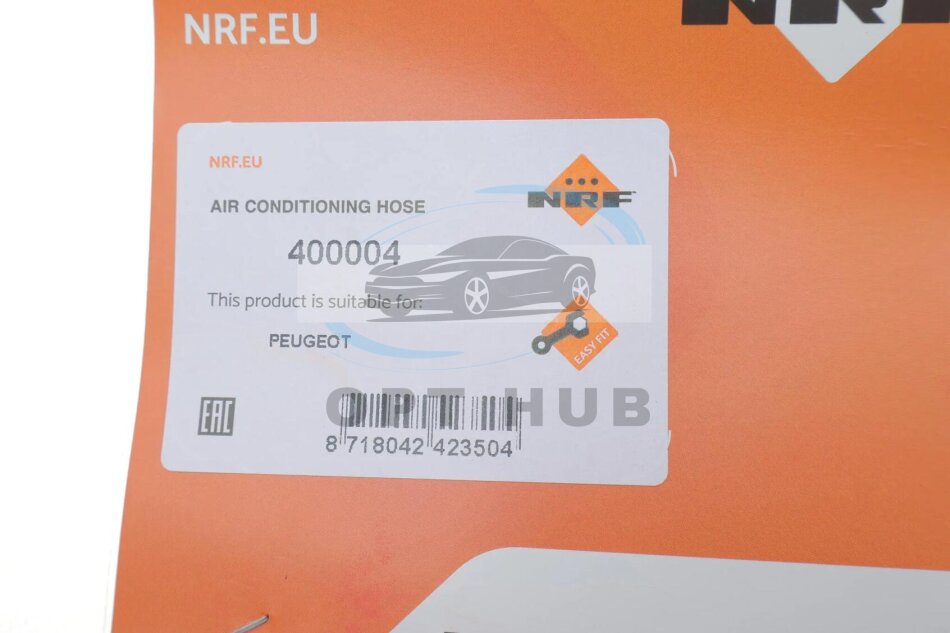 NRF.EU
NRF
NRF.EU
NRF
AIR CONDITIONING HOSE
400004
This product is suitable for:
PEUGEOT
EASY FIT
EAC
OPT HUB
8 718042 423504